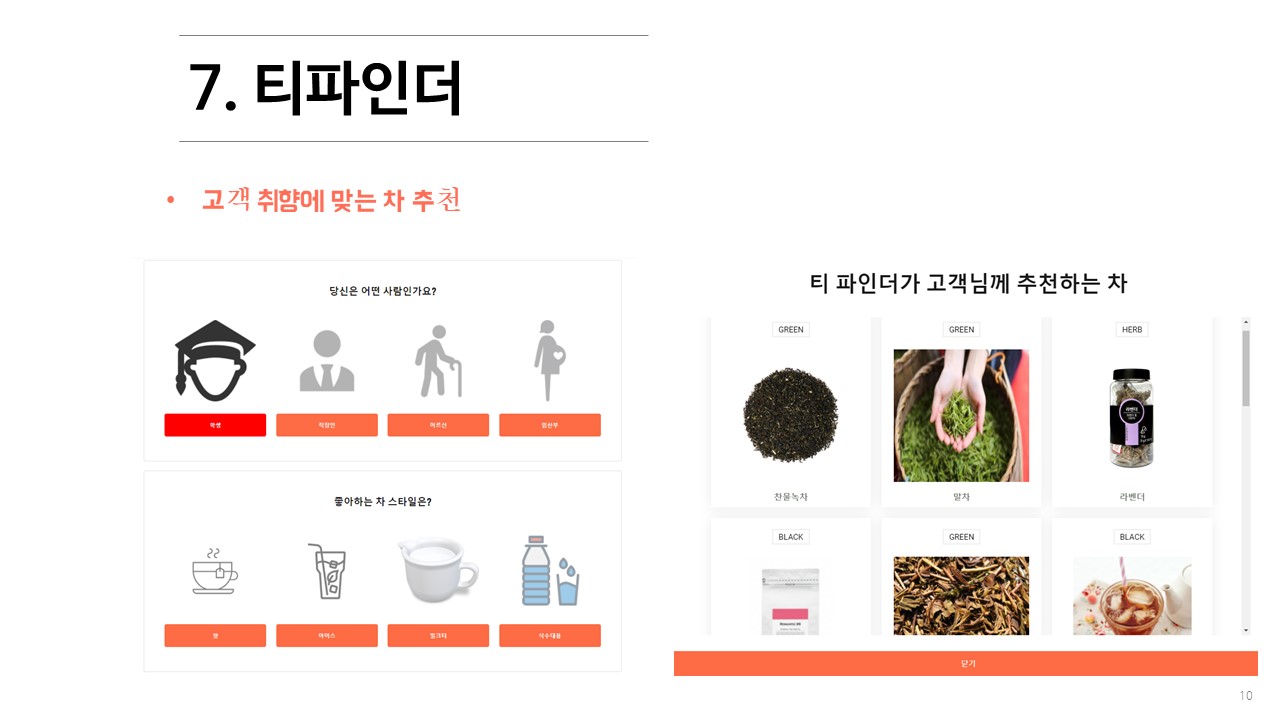 7. 티파인더
• 고객 취향에 맞는 차 추천
당신은 어떤 사람인가요?
학생 직장인 어르신 임산부
좋아하는 차 스타일은?
핫 아이스 밀크티 식수대용
티 파인더가 고객님께 추천하는 차
GREEN GREEN HERB
라벤더
찬물녹차 말차 라벤더
BLACK GREEN BLACK
닫기
10